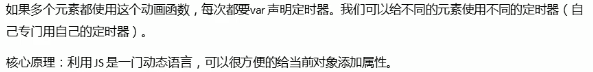 如果多个元素都使用这个动画函数，每次都要var 声明定时器。我们可以给不同的元素使用不同的定时器（自
己专门用自己的定时器）。
核心原理：利用 JS 是一门动态语言，可以很方便的给当前对象添加属性。